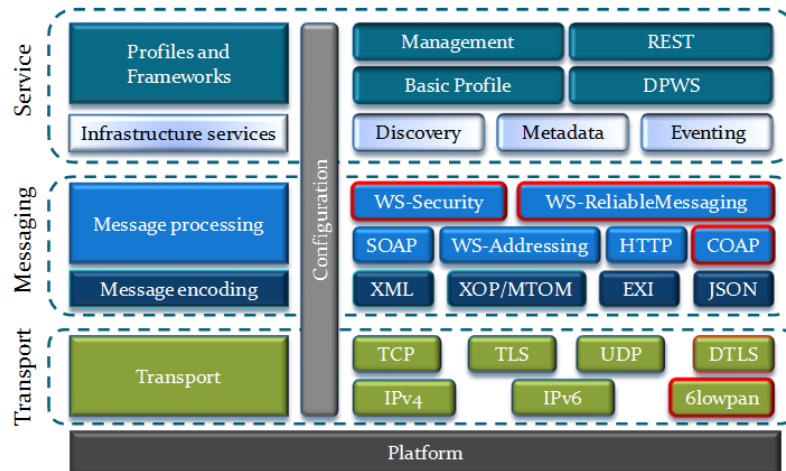 Service
Profiles and
Frameworks
Management
REST
Basic Profile
DPWS
Infrastructure services
Discovery
Metadata
Eventing
Configuration
Messaging
Message processing
WS-Security
WS-ReliableMessaging
SOAP
WS-Addressing
HTTP
COAP
Message encoding
XML
XOP/MTOM
EXI
JSON
Transport
Transport
TCP
TLS
UDP
DTLS
IPv4
IPv6
6lowpan
Platform